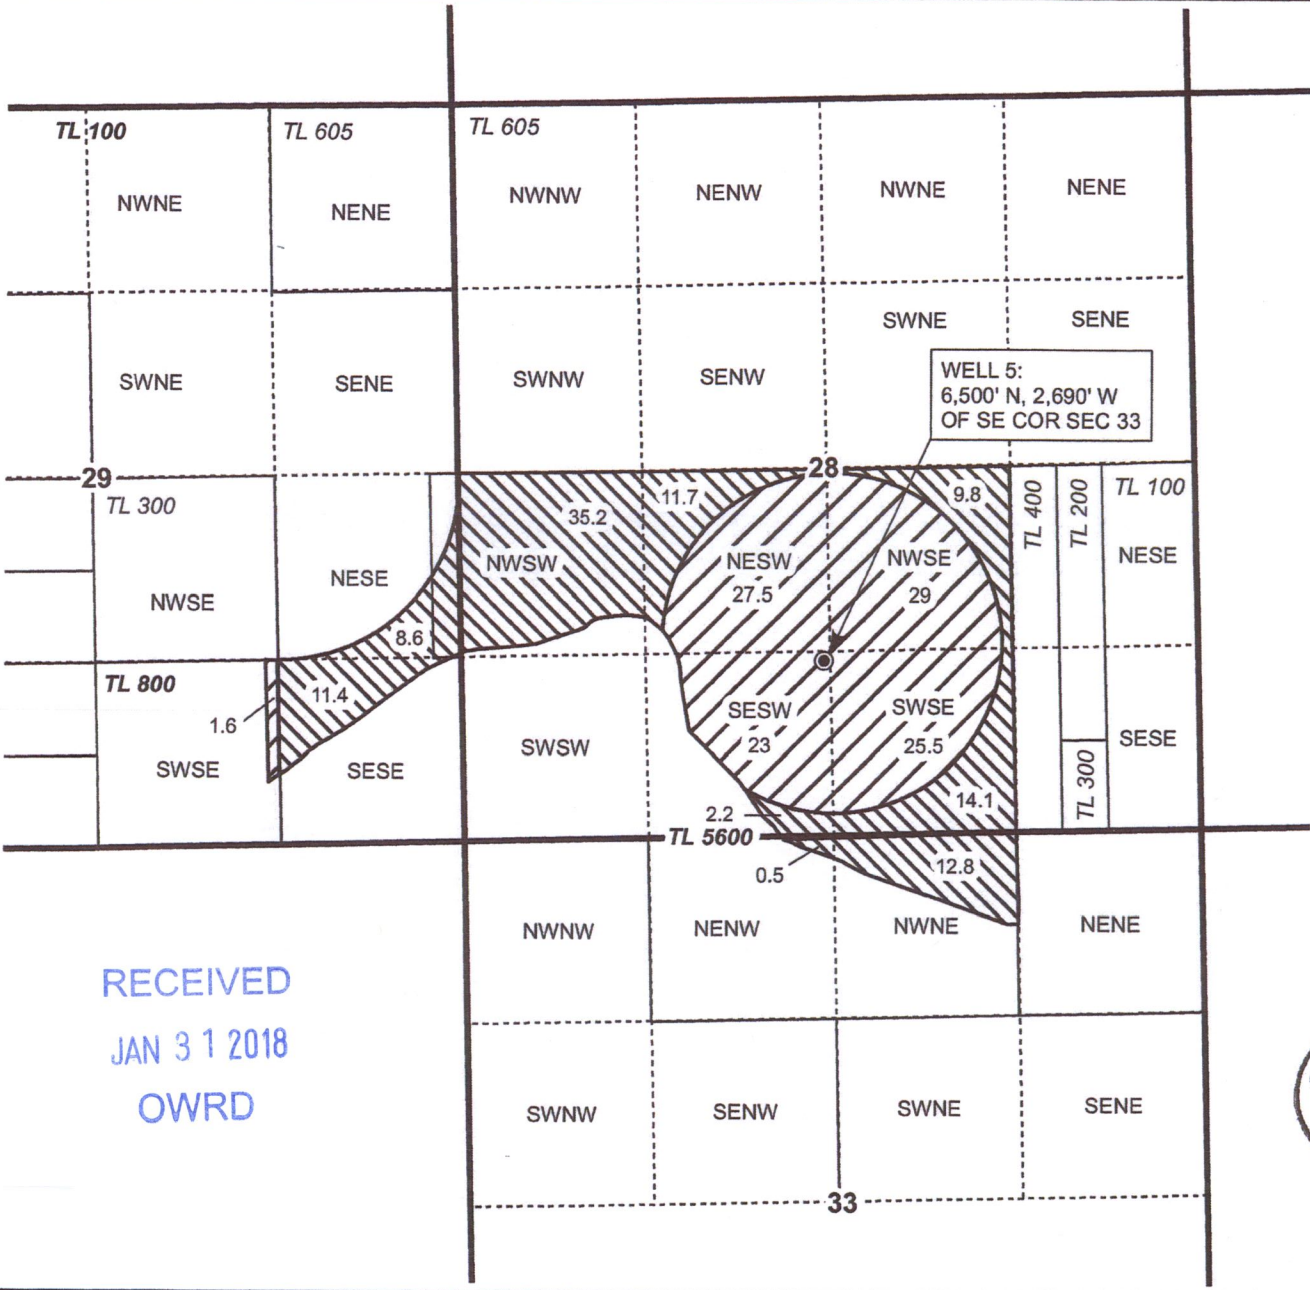 TL 100
TL 605
TL 605
NWNE
NENE
NWNW
NENW
NWNE
NENE
SWNE
SENE
SWNE
SENE
SWNW
SENW
WELL 5:
6,500' N, 2,690' W
OF SE COR SEC 33
29
28
TL 300
35.2
11.7
9.8
TL 400
TL 200
TL 100
NWSE
NESE
NWSW
NESW
27.5
NWSE
29
NESE
8.6
TL 800
11.4
1.6
SWSE
SESE
SWSW
SESW
23
SWSE
25.5
SESE
TL 300
2.2
14.1
TL 5600
0.5
12.8
NWNW
NENW
NWNE
NENE
RECEIVED
JAN 3 1 2018
OWRD
SWNW
SENW
SWNE
SENE
33